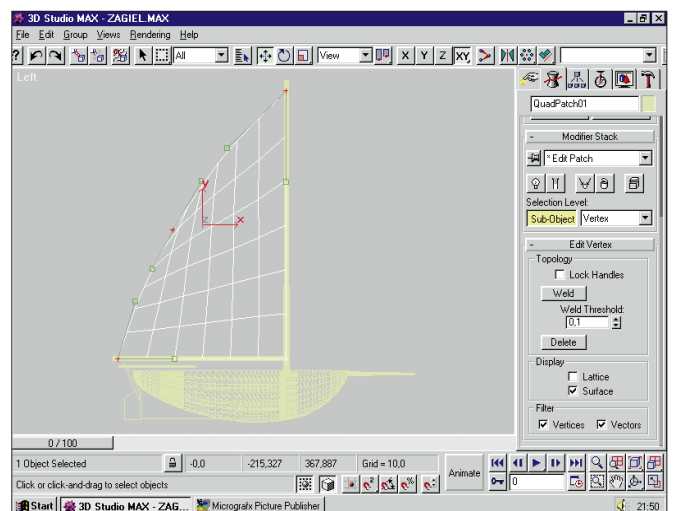 3D Studio MAX - ZAGIEL.MAX
File Edit Group Views Rendering Help
All View X Y Z XY
Left
y
z x
QuadPatch01
- Modifier Stack
* Edit Patch
Selection Level:
Sub-Object Vertex
- Edit Vertex
Topology
Lock Handles
Weld
Weld Threshold:
0,1
Delete
Display
Lattice
Surface
Filter
Vertices Vectors
0 / 100
1 Object Selected -0,0 -215,327 367,887 Grid = 10,0
Animate
0
Click or click-and-drag to select objects
Start 3D Studio MAX - ZAG... Micrografx Picture Publisher 21:50